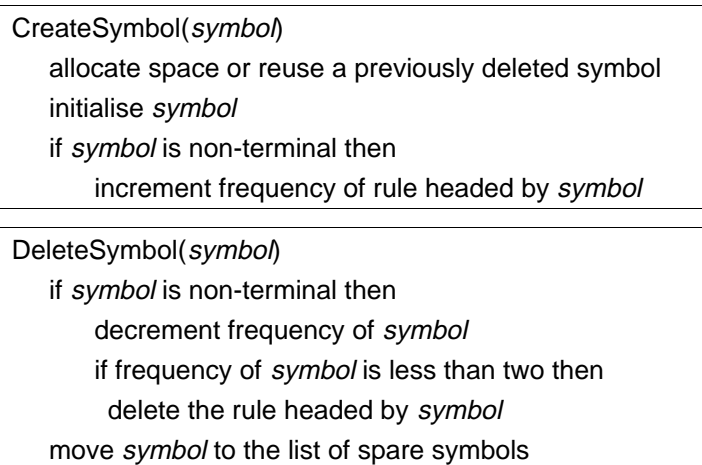 CreateSymbol(symbol)
allocate space or reuse a previously deleted symbol
initialise symbol
if symbol is non-terminal then
increment frequency of rule headed by symbol
DeleteSymbol(symbol)
if symbol is non-terminal then
decrement frequency of symbol
if frequency of symbol is less than two then
delete the rule headed by symbol
move symbol to the list of spare symbols